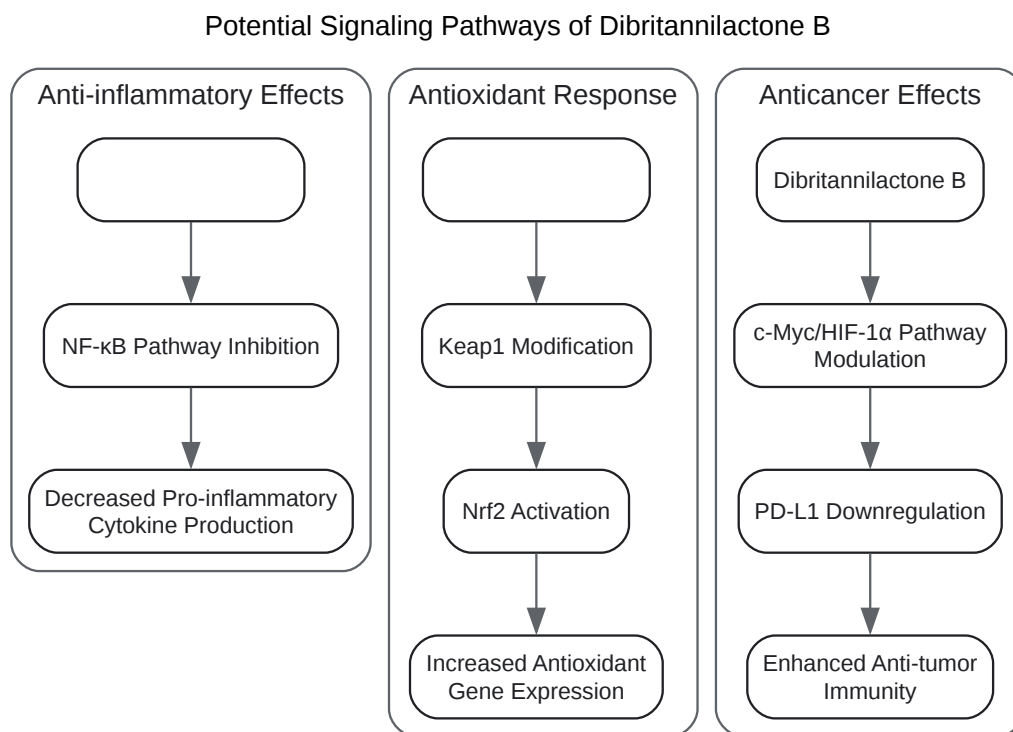 Potential Signaling Pathways of Dibritannilactone B
Anti-inflammatory Effects
NF-κB Pathway Inhibition
Decreased Pro-inflammatory
Cytokine Production
Antioxidant Response
Keap1 Modification
Nrf2 Activation
Increased Antioxidant
Gene Expression
Anticancer Effects
Dibritannilactone B
c-Myc/HIF-1α Pathway
Modulation
PD-L1 Downregulation
Enhanced Anti-tumor
Immunity